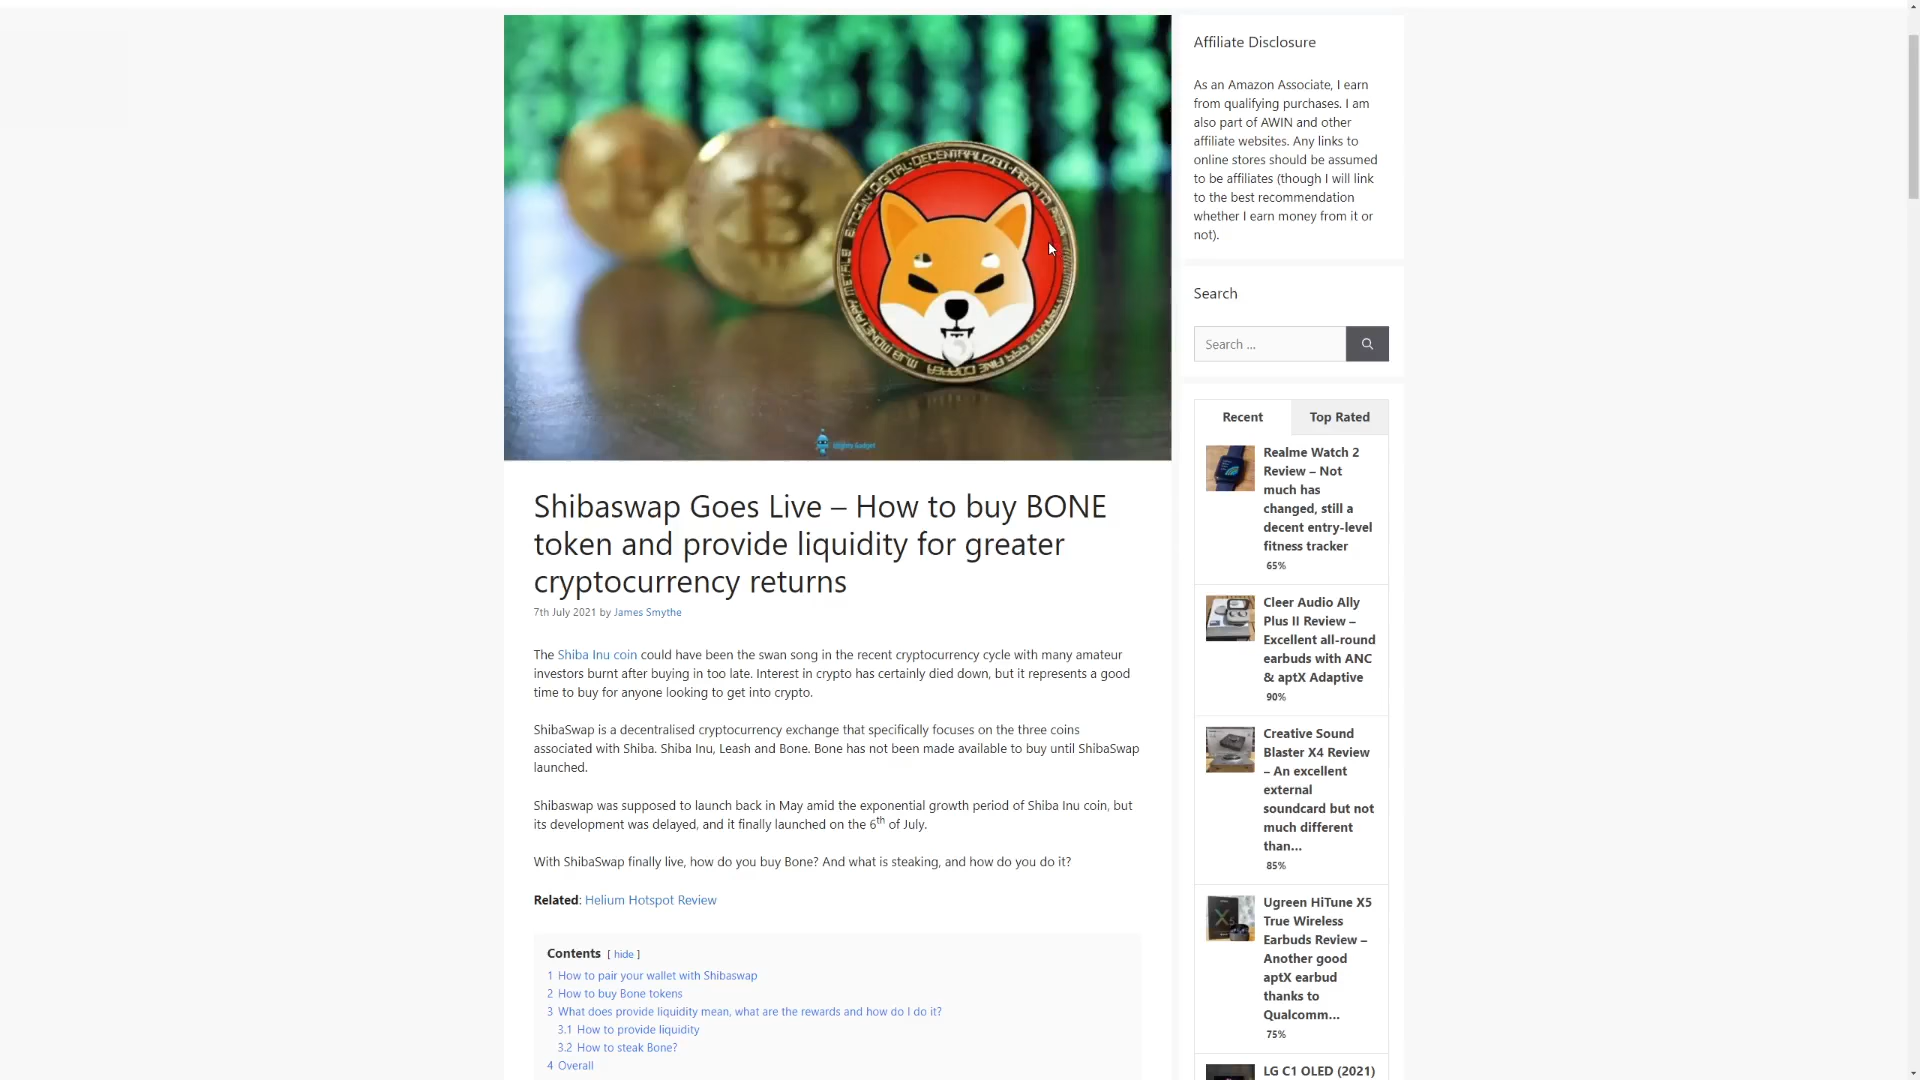 DIGITAL · DECENTRALIZED · PEER TO PEER
MJB MONETARY METALS
.999 FINE COPPER
Mighty Gadget
Shibaswap Goes Live – How to buy BONE
token and provide liquidity for greater
cryptocurrency returns
7th July 2021 by James Smythe
The Shiba Inu coin could have been the swan song in the recent cryptocurrency cycle with many amateur
investors burnt after buying in too late. Interest in crypto has certainly died down, but it represents a good
time to buy for anyone looking to get into crypto.
ShibaSwap is a decentralised cryptocurrency exchange that specifically focuses on the three coins
associated with Shiba. Shiba Inu, Leash and Bone. Bone has not been made available to buy until ShibaSwap
launched.
Shibaswap was supposed to launch back in May amid the exponential growth period of Shiba Inu coin, but
its development was delayed, and it finally launched on the 6th of July.
With ShibaSwap finally live, how do you buy Bone? And what is steaking, and how do you do it?
Related: Helium Hotspot Review
Contents [ hide ]
1 How to pair your wallet with Shibaswap
2 How to buy Bone tokens
3 What does provide liquidity mean, what are the rewards and how do I do it?
3.1 How to provide liquidity
3.2 How to steak Bone?
4 Overall
Affiliate Disclosure
As an Amazon Associate, I earn
from qualifying purchases. I am
also part of AWIN and other
affiliate websites. Any links to
online stores should be assumed
to be affiliates (though I will link
to the best recommendation
whether I earn money from it or
not).
Search
Search ...
Recent
Top Rated
Realme Watch 2
Review – Not
much has
changed, still a
decent entry-level
fitness tracker
65%
Cleer Audio Ally
Plus II Review –
Excellent all-round
earbuds with ANC
& aptX Adaptive
90%
Creative Sound
Blaster X4 Review
– An excellent
external
soundcard but not
much different
than...
85%
Ugreen HiTune X5
True Wireless
Earbuds Review –
Another good
aptX earbud
thanks to
Qualcomm...
75%
LG C1 OLED (2021)